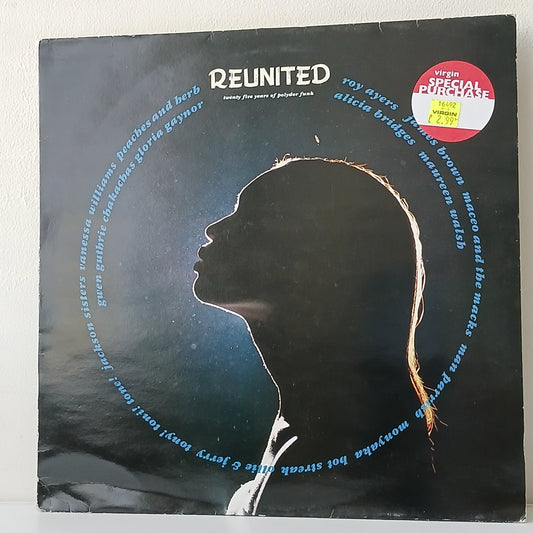 REUNITED
twenty five years of polydor funk
roy ayers james brown maceo and the macks man parrish monyaka hot streak ollie & jerry tony! toni! tone! jackson sisters vanessa williams peaches and herb
alicia bridges maureen walsh
gwen guthrie chakachas gloria gaynor
virgin
SPECIAL
PURCHASE
16492
VIRGIN
£ 2.99